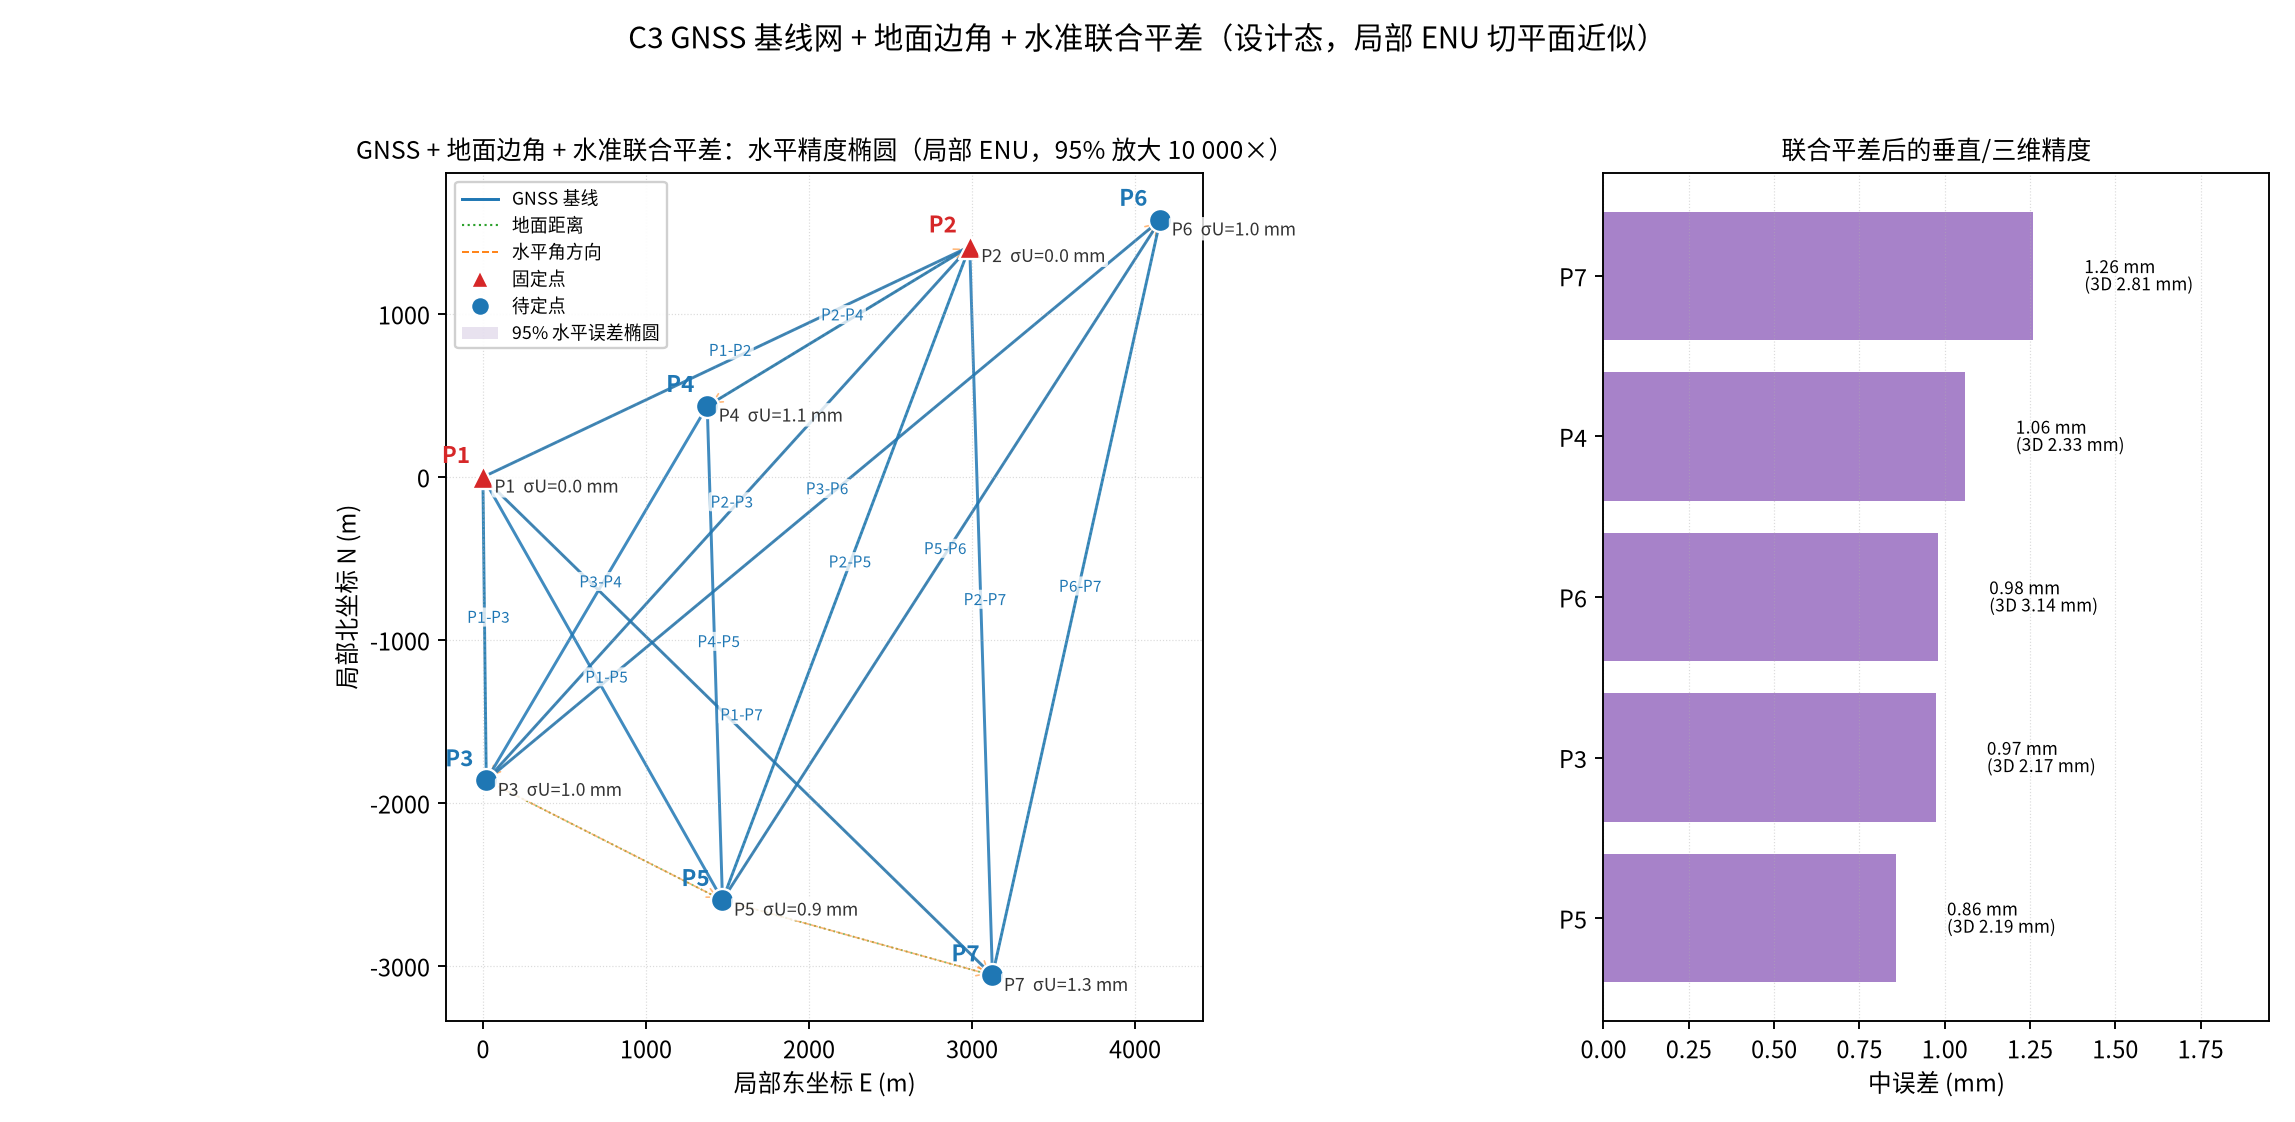 C3 GNSS 基线网 + 地面边角 + 水准联合平差（设计态，局部 ENU 切平面近似）
GNSS + 地面边角 + 水准联合平差：水平精度椭圆（局部 ENU，95% 放大 10 000×）
GNSS 基线
地面距离
水平角方向
固定点
待定点
95% 水平误差椭圆
P6
P6 σU=1.0 mm
P2
P2 σU=0.0 mm
P2-P4
P1-P2
P4
P4 σU=1.1 mm
P1
P1 σU=0.0 mm
P3-P6
P2-P3
P5-P6
P2-P5
P3-P4
P6-P7
P2-P7
P1-P3
P4-P5
P1-P5
P1-P7
P3
P3 σU=1.0 mm
P5
P5 σU=0.9 mm
P7
P7 σU=1.3 mm
1000
0
-1000
-2000
-3000
局部北坐标 N (m)
0
1000
2000
3000
4000
局部东坐标 E (m)
联合平差后的垂直/三维精度
P7
1.26 mm
(3D 2.81 mm)
P4
1.06 mm
(3D 2.33 mm)
P6
0.98 mm
(3D 3.14 mm)
P3
0.97 mm
(3D 2.17 mm)
P5
0.86 mm
(3D 2.19 mm)
0.00
0.25
0.50
0.75
1.00
1.25
1.50
1.75
中误差 (mm)